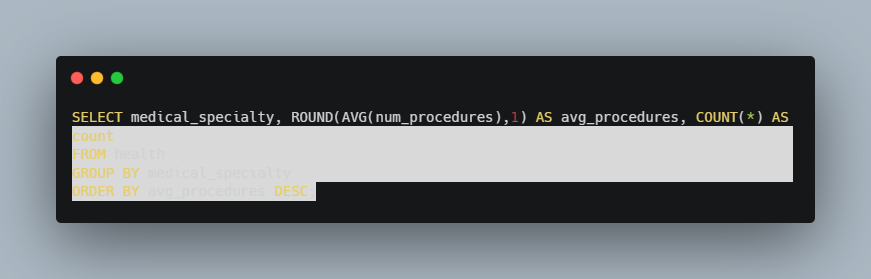 SELECT medical_specialty, ROUND(AVG(num_procedures),1) AS avg_procedures, COUNT(*) AS
count
FROM health
GROUP BY medical_specialty
ORDER BY avg_procedures DESC